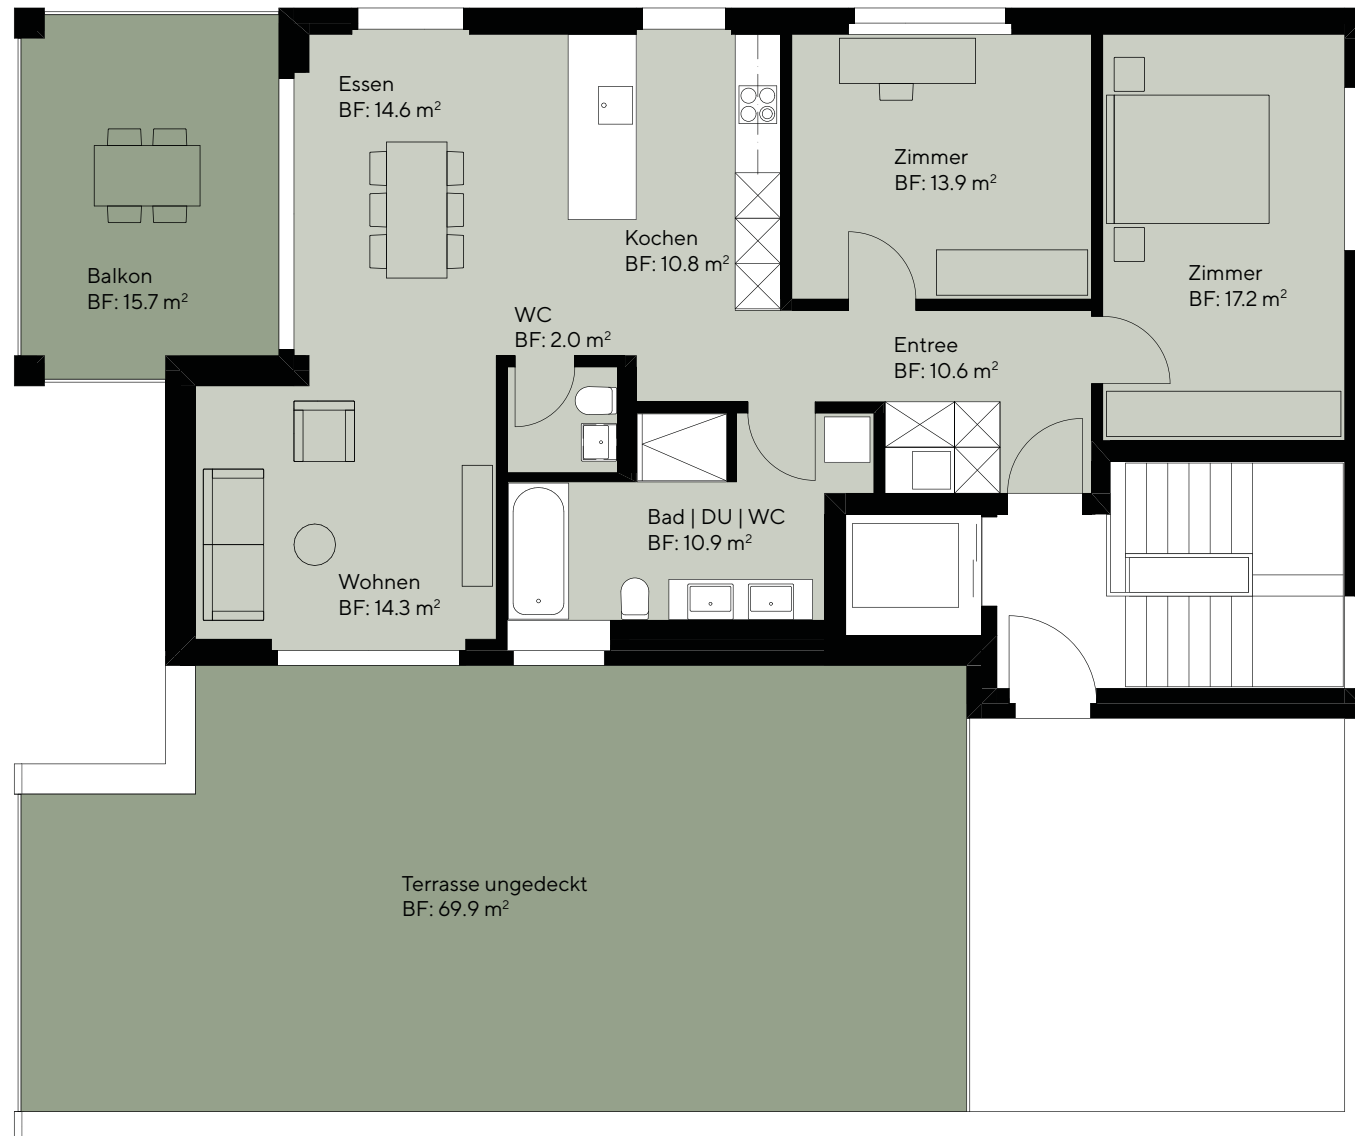 Essen
BF: 14.6 m²
Zimmer
BF: 13.9 m²
Kochen
BF: 10.8 m²
Balkon
BF: 15.7 m²
Zimmer
BF: 17.2 m²
WC
BF: 2.0 m²
Entree
BF: 10.6 m²
Bad | DU | WC
BF: 10.9 m²
Wohnen
BF: 14.3 m²
Terrasse ungedeckt
BF: 69.9 m²